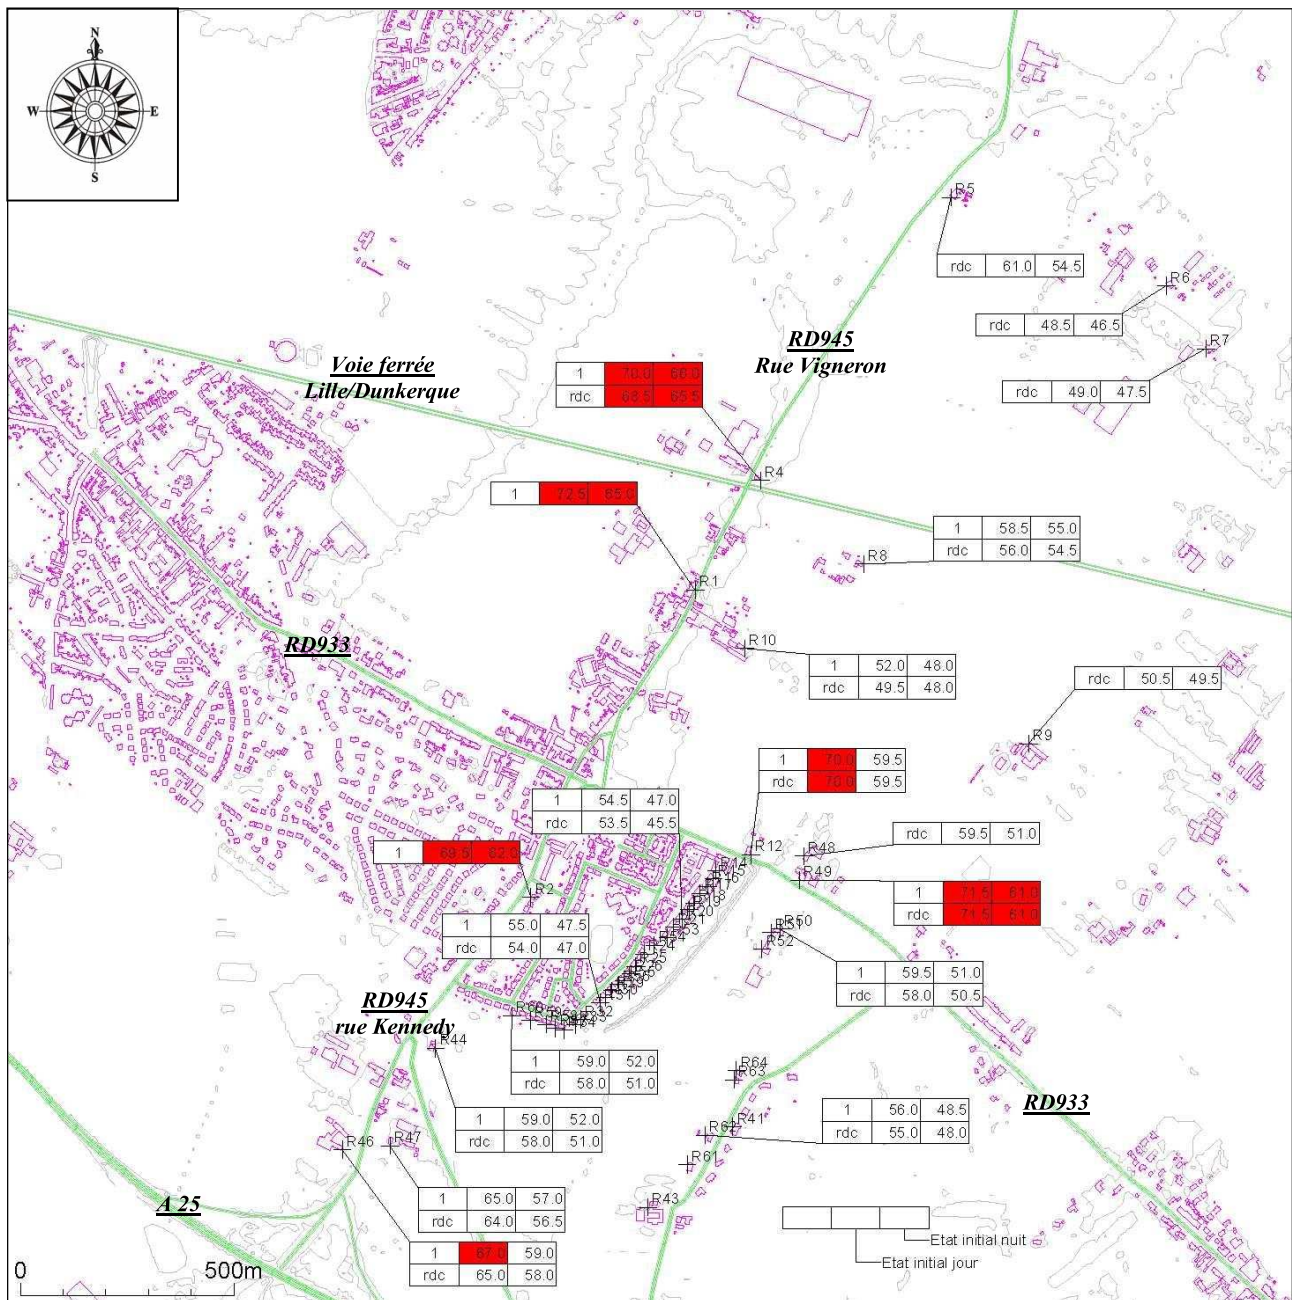 N
W E
S
R5
rdc 61.0 54.5
R6
rdc 48.5 46.5
RD945
Rue Vigneron
R7
Voie ferrée
Lille/Dunkerque
1 70.0 66.0
rdc 68.5 65.5
rdc 49.0 47.5
R4
1 72.5 65.0
1 58.5 55.0
rdc 56.0 54.5
R8
R1
RD933
R10
1 52.0 48.0
rdc 49.5 48.0
rdc 50.5 49.5
R9
1 70.0 59.5
rdc 70.0 59.5
1 54.5 47.0
rdc 53.5 45.5
rdc 59.5 51.0
1 69.5 62.0
R12
R48
R14
R49
R2
1 71.5 61.0
rdc 71.5 61.0
R20
R50
R51
R52
1 55.0 47.5
rdc 54.0 47.0
1 59.5 51.0
rdc 58.0 50.5
RD945
rue Kennedy
R44
1 59.0 52.0
rdc 58.0 51.0
R64
R63
RD933
1 59.0 52.0
rdc 58.0 51.0
1 56.0 48.5
rdc 55.0 48.0
R41
R62
R46
R47
R61
1 65.0 57.0
rdc 64.0 56.5
R43
A 25
1 67.0 59.0
rdc 65.0 58.0
Etat initial nuit
Etat initial jour
0 500m